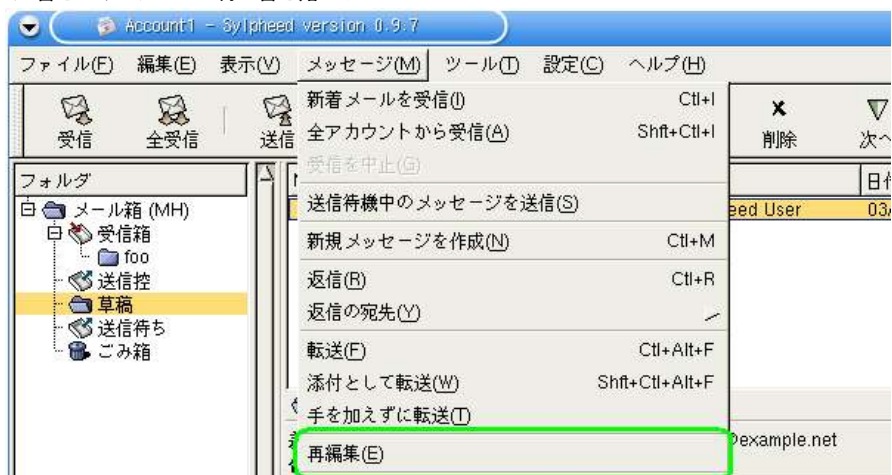 Account1 - Sylpheed version 0.9.7
ファイル(F) 編集(E) 表示(V) メッセージ(M) ツール(T) 設定(C) ヘルプ(H)
受信 全受信 送信 削除 次へ
フォルダ
メール箱 (MH)
受信箱
foo
送信控
草稿
送信待ち
ごみ箱
新着メールを受信(I) Ctl+I
全アカウントから受信(A) Shft+Ctl+I
受信を中止(G)
送信待機中のメッセージを送信(S)
新規メッセージを作成(N) Ctl+M
返信(R) Ctl+R
返信の宛先(Y)
転送(F) Ctl+Alt+F
添付として転送(W) Shft+Ctl+Alt+F
手を加えずに転送(T)
再編集(E)
eed User 03
@example.net